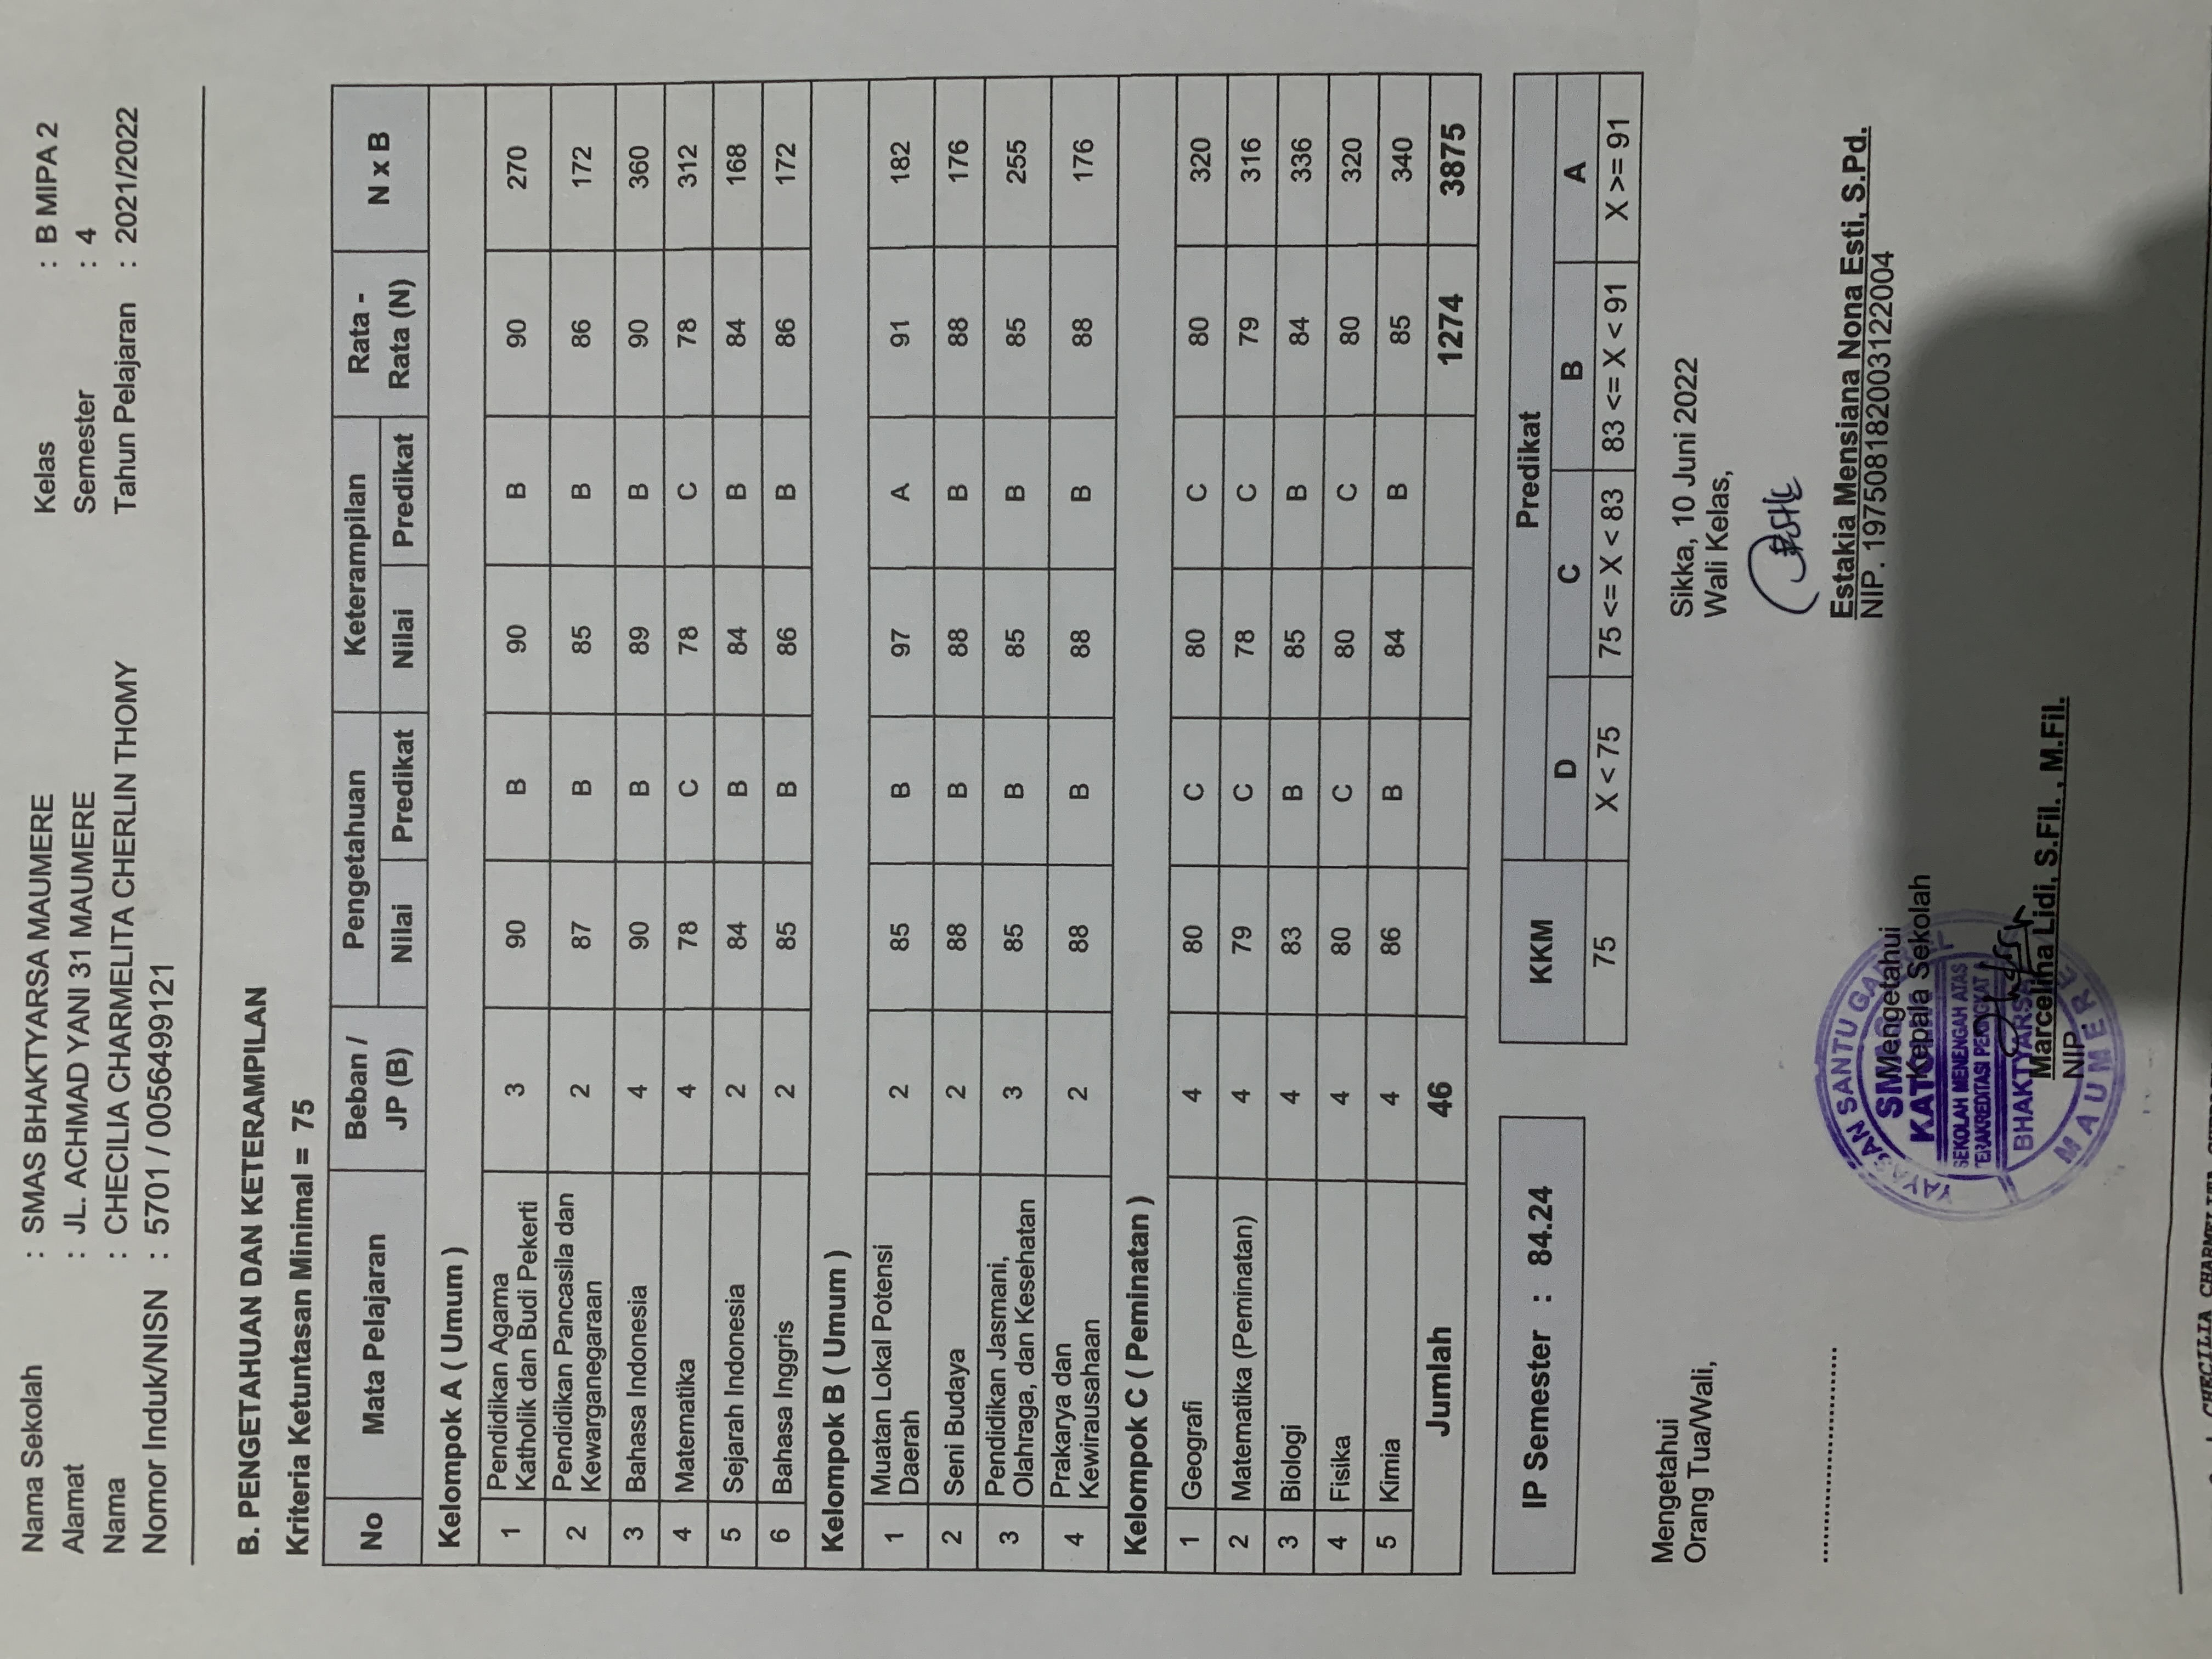 Nama Sekolah : SMAS BHAKTYARSA MAUMERE Kelas : B MIPA 2
Alamat : JL. ACHMAD YANI 31 MAUMERE Semester : 4
Nama : CHECILIA CHARMELITA CHERLIN THOMY Tahun Pelajaran : 2021/2022
Nomor Induk/NISN : 5701 / 0056499121
B. PENGETAHUAN DAN KETERAMPILAN
Kriteria Ketuntasan Minimal = 75
No Mata Pelajaran Beban / JP (B) Pengetahuan Keterampilan Rata - Rata (N) N x B
Nilai Predikat Nilai Predikat
Kelompok A ( Umum )
1 Pendidikan Agama Katholik dan Budi Pekerti 3 90 B 90 B 90 270
2 Pendidikan Pancasila dan Kewarganegaraan 2 87 B 85 B 86 172
3 Bahasa Indonesia 4 90 B 89 B 90 360
4 Matematika 4 78 C 78 C 78 312
5 Sejarah Indonesia 2 84 B 84 B 84 168
6 Bahasa Inggris 2 85 B 86 B 86 172
Kelompok B ( Umum )
1 Muatan Lokal Potensi Daerah 2 85 B 97 A 91 182
2 Seni Budaya 2 88 B 88 B 88 176
3 Pendidikan Jasmani, Olahraga, dan Kesehatan 3 85 B 85 B 85 255
4 Prakarya dan Kewirausahaan 2 88 B 88 B 88 176
Kelompok C ( Peminatan )
1 Geografi 4 80 C 80 C 80 320
2 Matematika (Peminatan) 4 79 C 78 C 79 316
3 Biologi 4 83 B 85 B 84 336
4 Fisika 4 80 C 80 C 80 320
5 Kimia 4 86 B 84 B 85 340
Jumlah 46 1274 3875
IP Semester : 84.24
KKM Predikat
D C B A
75 X < 75 75 <= X < 83 83 <= X < 91 X >= 91
Mengetahui
Orang Tua/Wali,
Sikka, 10 Juni 2022
Wali Kelas,
Estakia Mensiana Nona Esti, S.Pd.
NIP. 197508182003122004
YAYASAN SANTU
SMAS
Mengetahui
Kepala Sekolah
SEKOLAH MENENGAH ATAS
TERAKREDITASI PERINGKAT
BHAKTYARSA
Marcelina Lidi, S.Fil. , M.Fil.
NIP.
MAUMERE
CHECILIA CHARMELITA